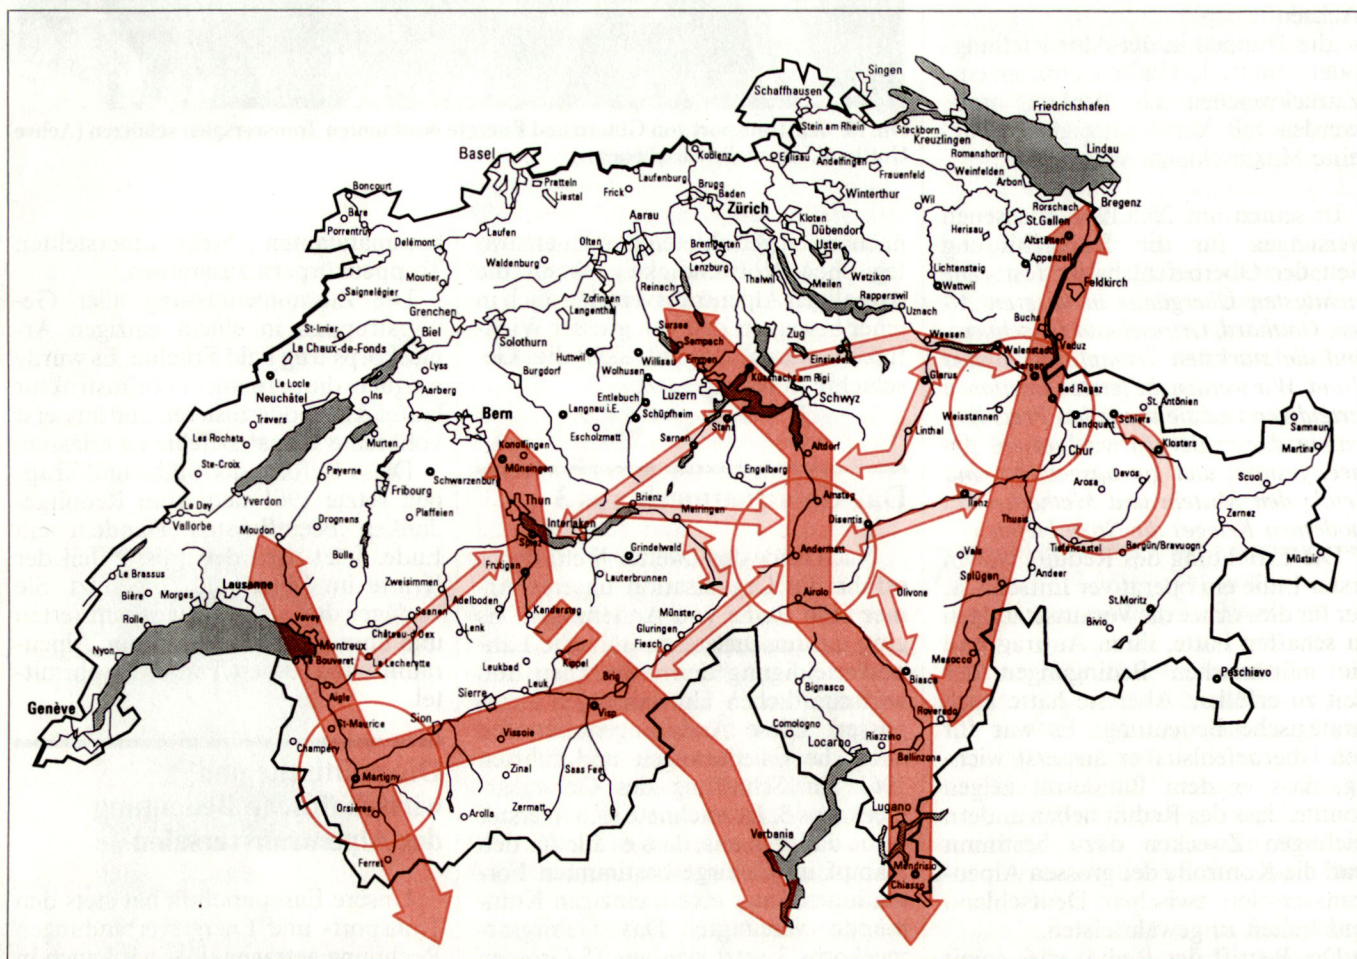 Singen
Schaffhausen
Friedrichshafen
Stein am Rhein
Steckborn
Kreuzlingen
Lindau
Basel
Koblenz
Eglisau
Andelfingen
Romanshorn
Frauenfeld
Weinfelden
Arbon
Bregenz
Boncourt
Pratteln
Liestal
Frick
Laufenburg
Brugg
Baden
Winterthur
Wil
Rorschach
St.Gallen
Porrentruy
Delémont
Laufen
Aarau
Zürich
Kloten
Dübendorf
Uster
Herisau
Altstätten
Appenzell
Olten
Lenzburg
Bremgarten
Waldenburg
Moutier
Saignelégier
Reinach
Thalwil
Meilen
Wetzikon
Rapperswil
Lichtensteig
Wattwil
Feldkirch
Zofingen
Langenthal
Grenchen
Biel
Solothurn
St-Imier
La Chaux-de-Fonds
Sursee
Sempach
Emmen
Zug
Uznach
Einsiedeln
Weesen
Walenstadt
Buchs
Vaduz
Sargans
Huttwil
Willisau
Wolhusen
Le Locle
Neuchâtel
Lyss
Aarberg
Ins
Burgdorf
Entlebuch
Luzern
Küssnacht am Rigi
Schwyz
Glarus
Bad Ragaz
St. Antönien
Travers
Bern
Langnau i.E.
Schüpfheim
Escholzmatt
Stans
Sarnen
Weisstannen
Linthal
Landquart
Schiers
Klosters
Samnaun
Martina
Les Rochats
Murten
Konolfingen
Münsingen
Altdorf
Chur
Davos
Arosa
Ste-Croix
Payerne
Fribourg
Schwarzenburg
Engelberg
Scuol
Yverdon
Thun
Brienz
Meiringen
Amsteg
Disentis
Ilanz
Thusis
Zernez
Le Day
Vallorbe
Moudon
Plaffeien
Interlaken
Spiez
Andermatt
Tiefencastel
Bergün/Bravuogn
Bulle
Grindelwald
Lauterbrunnen
Vals
Andeer
Müstair
Le Brassus
Bière
Morges
Lausanne
Zweisimmen
Frutigen
Adelboden
Kandersteg
Airolo
Olivone
Splügen
St. Moritz
Rolle
Vevey
Saanen
Lenk
Münster
Gluringen
Fiesch
Bivio
Nyon
Montreux
Château-d'Oex
Bouveret
La Lecherette
Leukbad
Kippel
Mesocco
Poschiavo
Genève
Aigle
Sierre
Leuk
Brig
Bignasco
Biasca
St-Maurice
Sion
Visp
Roveredo
Champéry
Vissoie
Comologno
Locarno
Bellinzona
Martigny
Zinal
Saas Fee
Orsières
Arolla
Zermatt
Lugano
Verbania
Ferret
Mendrisio
Chiasso